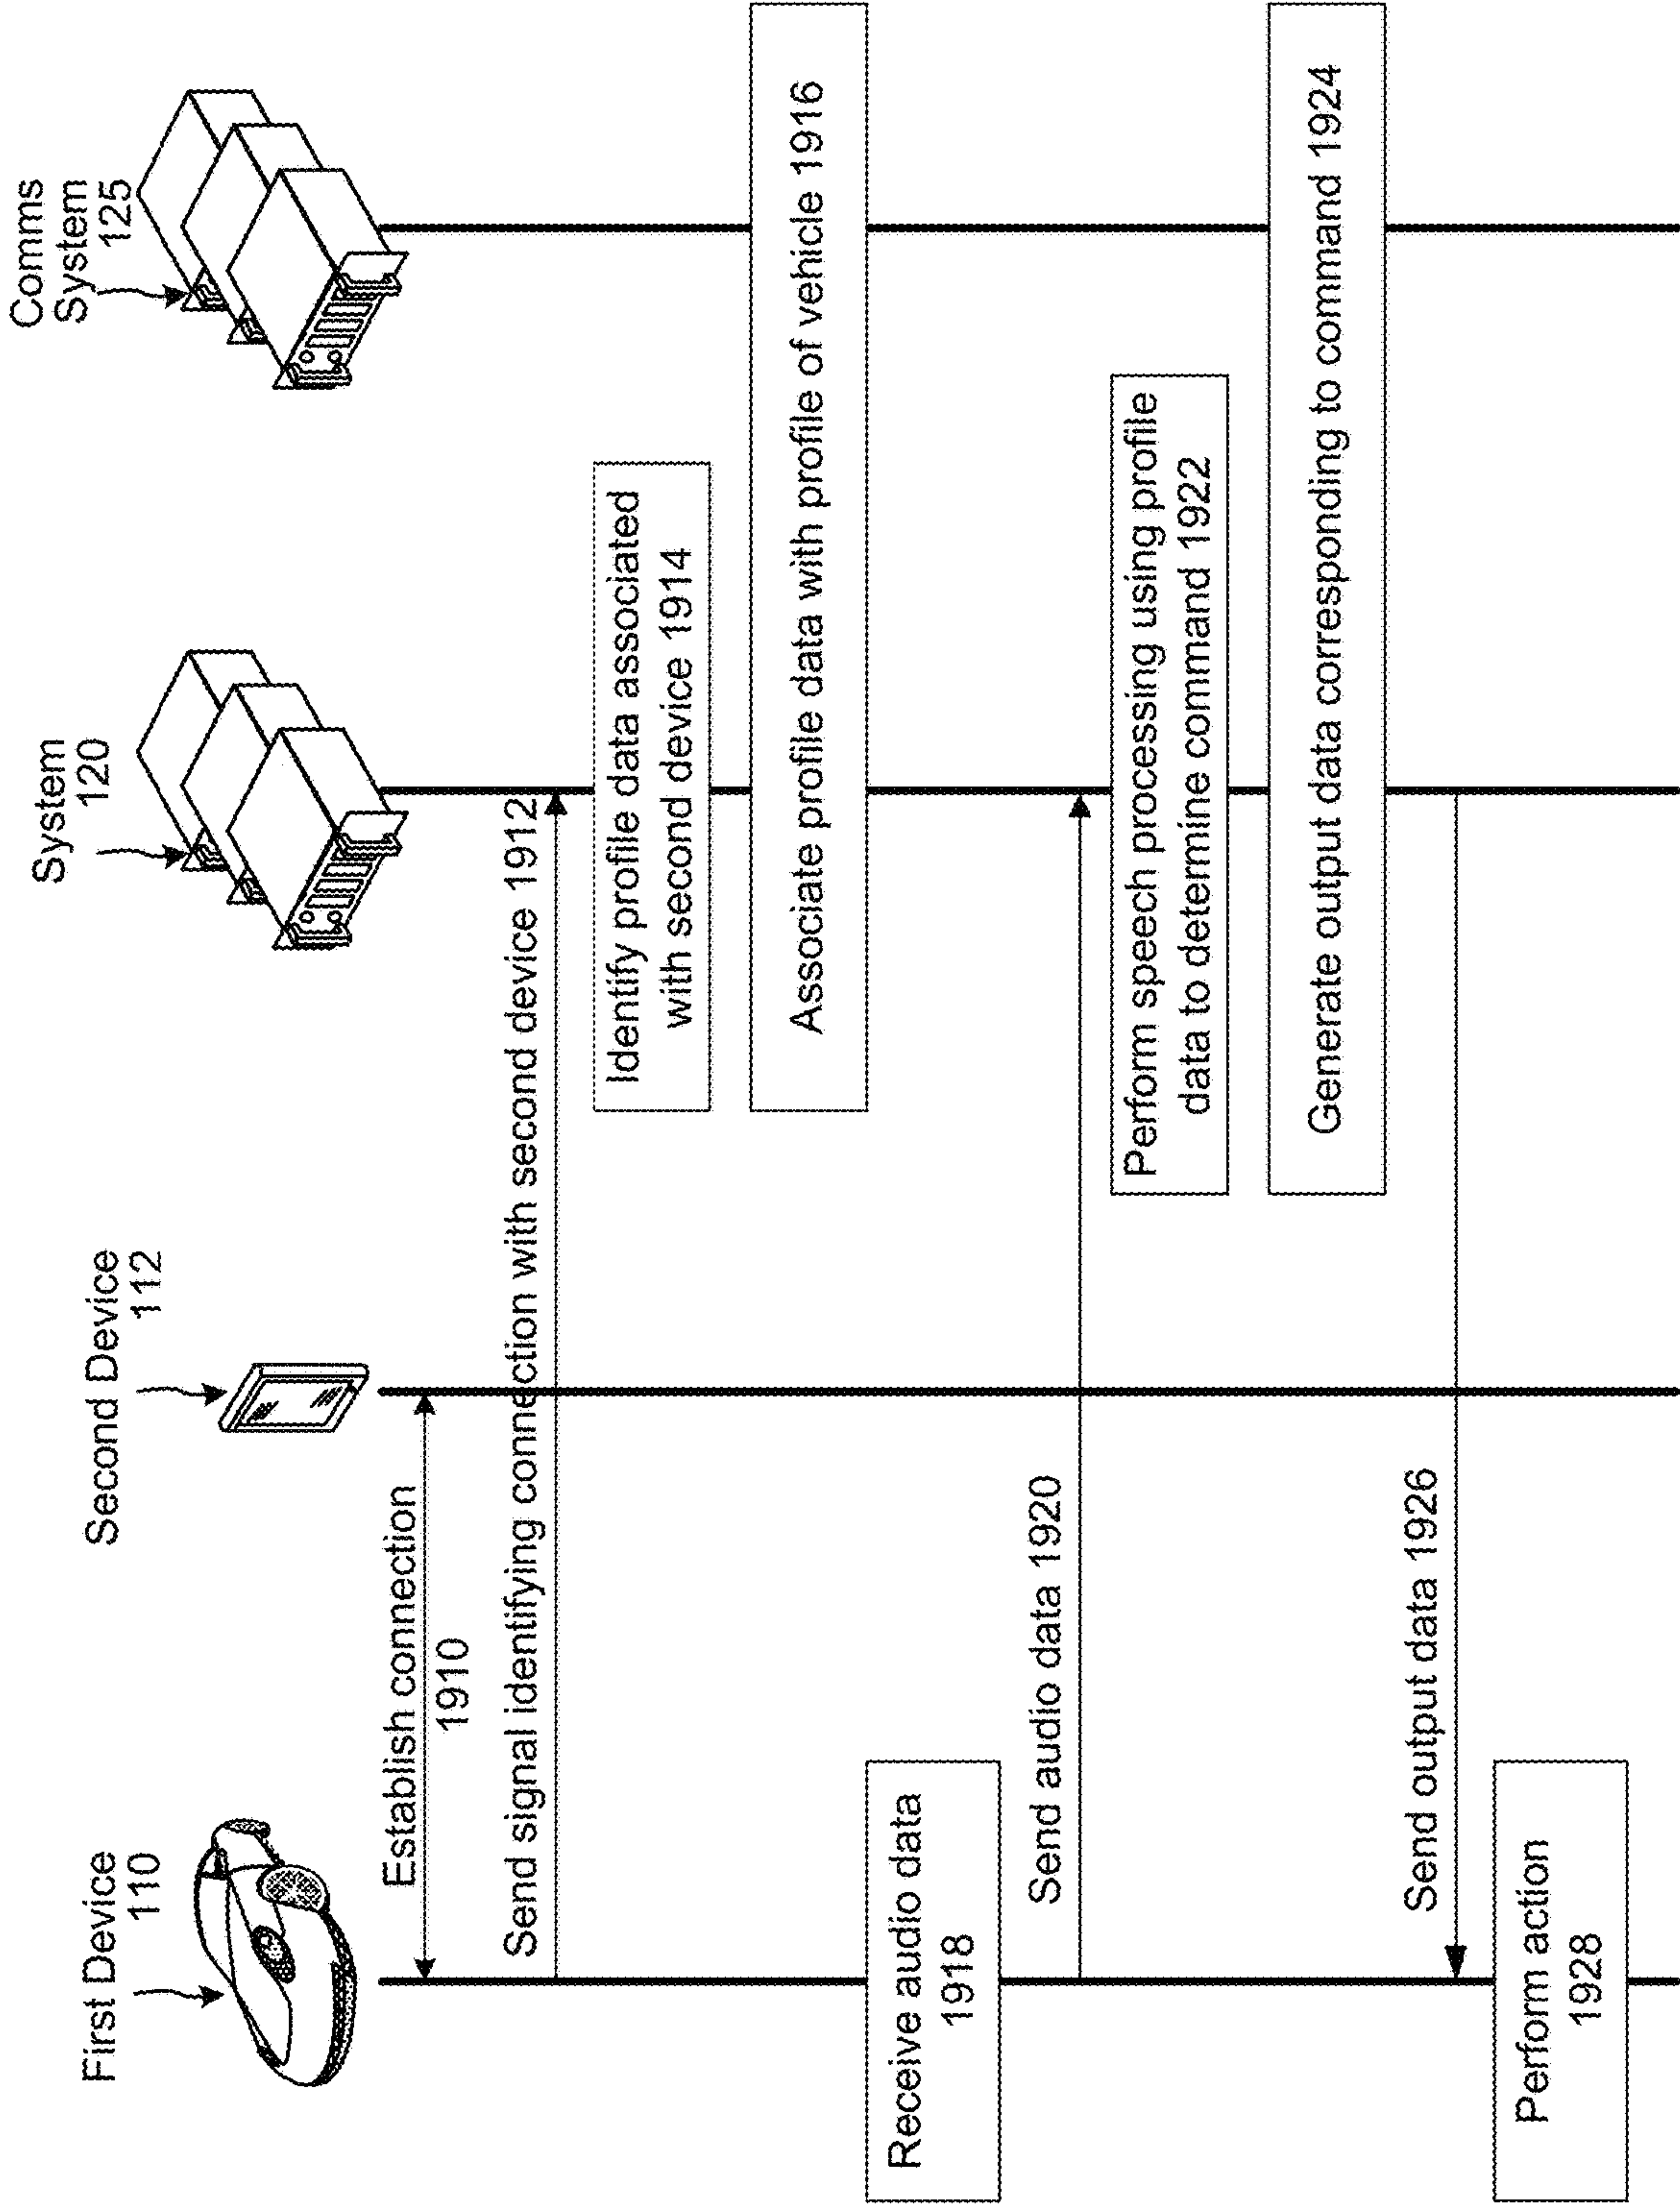 First Device
110
Second Device
112
System
120
Comms
System
125
Establish connection
1910
Send signal identifying connection with second device 1912
Identify profile data associated
with second device 1914
Associate profile data with profile of vehicle 1916
Receive audio data
1918
Send audio data 1920
Perform speech processing using profile
data to determine command 1922
Generate output data corresponding to command 1924
Send output data 1926
Perfom action
1928